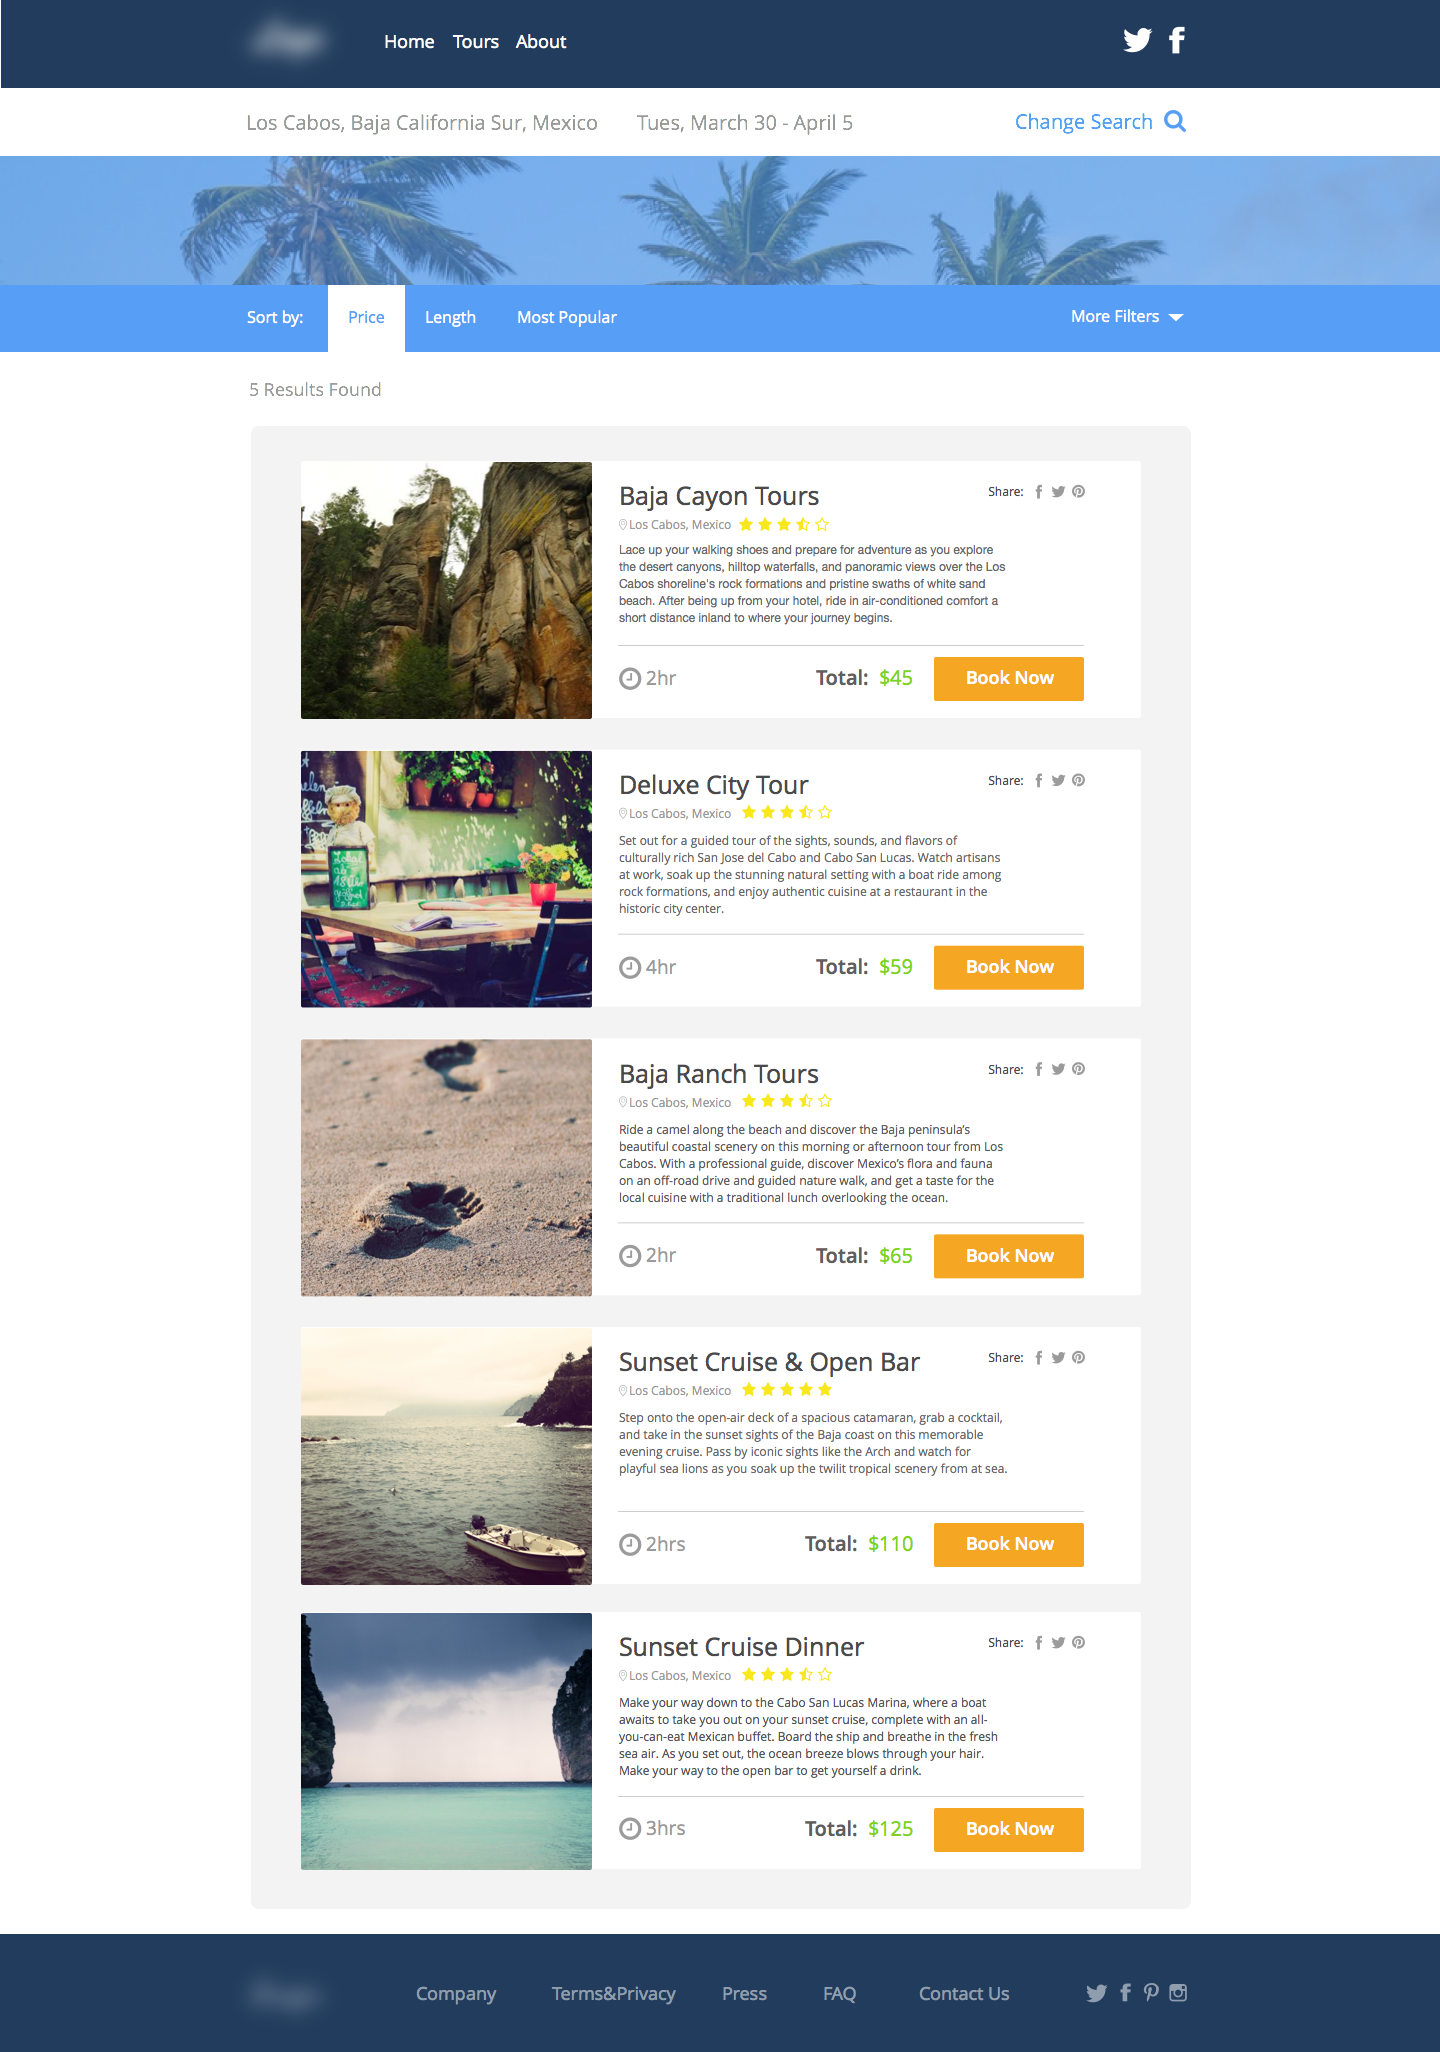 Home Tours About
Los Cabos, Baja California Sur, Mexico Tues, March 30 - April 5 Change Search
Sort by: Price Length Most Popular More Filters
5 Results Found
Baja Cayon Tours Share:
Los Cabos, Mexico
Lace up your walking shoes and prepare for adventure as you explore
the desert canyons, hilltop waterfalls, and panoramic views over the Los
Cabos shoreline's rock formations and pristine swaths of white sand
beach. After being up from your hotel, ride in air-conditioned comfort a
short distance inland to where your journey begins.
2hr Total: $45 Book Now
Deluxe City Tour Share:
Los Cabos, Mexico
Set out for a guided tour of the sights, sounds, and flavors of
culturally rich San Jose del Cabo and Cabo San Lucas. Watch artisans
at work, soak up the stunning natural setting with a boat ride among
rock formations, and enjoy authentic cuisine at a restaurant in the
historic city center.
4hr Total: $59 Book Now
Baja Ranch Tours Share:
Los Cabos, Mexico
Ride a camel along the beach and discover the Baja peninsula’s
beautiful coastal scenery on this morning or afternoon tour from Los
Cabos. With a professional guide, discover Mexico’s flora and fauna
on an off-road drive and guided nature walk, and get a taste for the
local cuisine with a traditional lunch overlooking the ocean.
2hr Total: $65 Book Now
Sunset Cruise & Open Bar Share:
Los Cabos, Mexico
Step onto the open-air deck of a spacious catamaran, grab a cocktail,
and take in the sunset sights of the Baja coast on this memorable
evening cruise. Pass by iconic sights like the Arch and watch for
playful sea lions as you soak up the twilit tropical scenery from at sea.
2hrs Total: $110 Book Now
Sunset Cruise Dinner Share:
Los Cabos, Mexico
Make your way down to the Cabo San Lucas Marina, where a boat
awaits to take you out on your sunset cruise, complete with an all-
you-can-eat Mexican buffet. Board the ship and breathe in the fresh
sea air. As you set out, the ocean breeze blows through your hair.
Make your way to the open bar to get yourself a drink.
3hrs Total: $125 Book Now
Company Terms&Privacy Press FAQ Contact Us